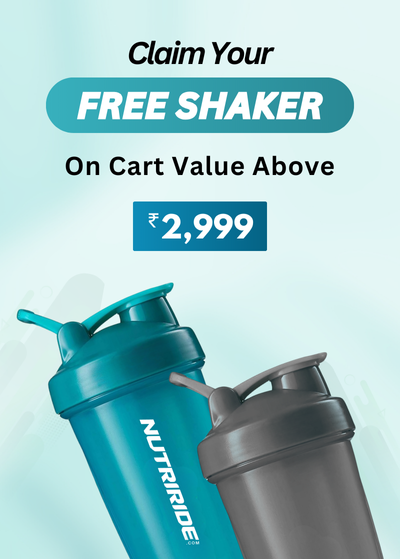 Claim Your
FREE SHAKER
On Cart Value Above
₹2,999
NUTRIRIDE
.COM